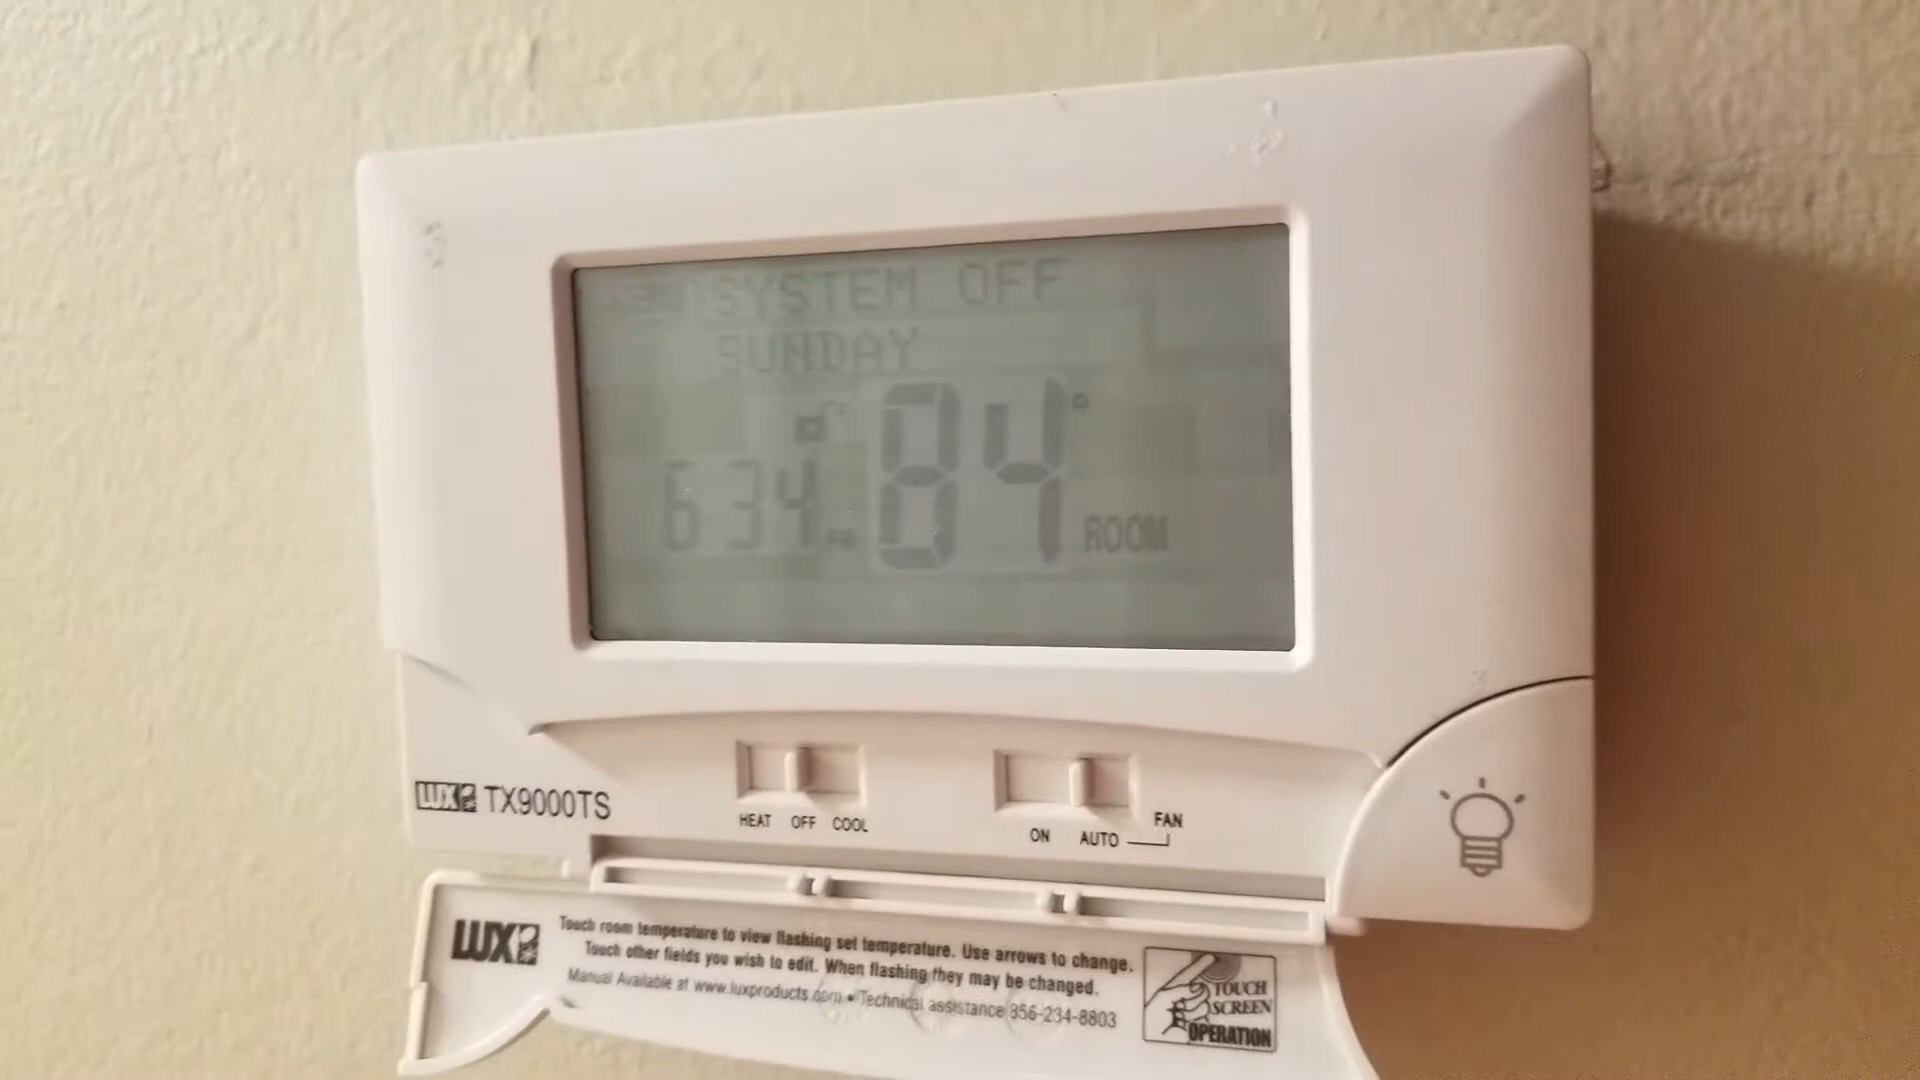 SYSTEM OFF
SUNDAY
6 34
84°
ROOM
LUX TX9000TS
HEAT OFF COOL
ON AUTO FAN
LUX
Touch room temperature to view flashing set temperature. Use arrows to change.
Touch other fields you wish to edit. When flashing they may be changed.
Manual Available at www.luxproducts.com • Technical assistance 856-234-8803
TOUCH
SCREEN
OPERATION